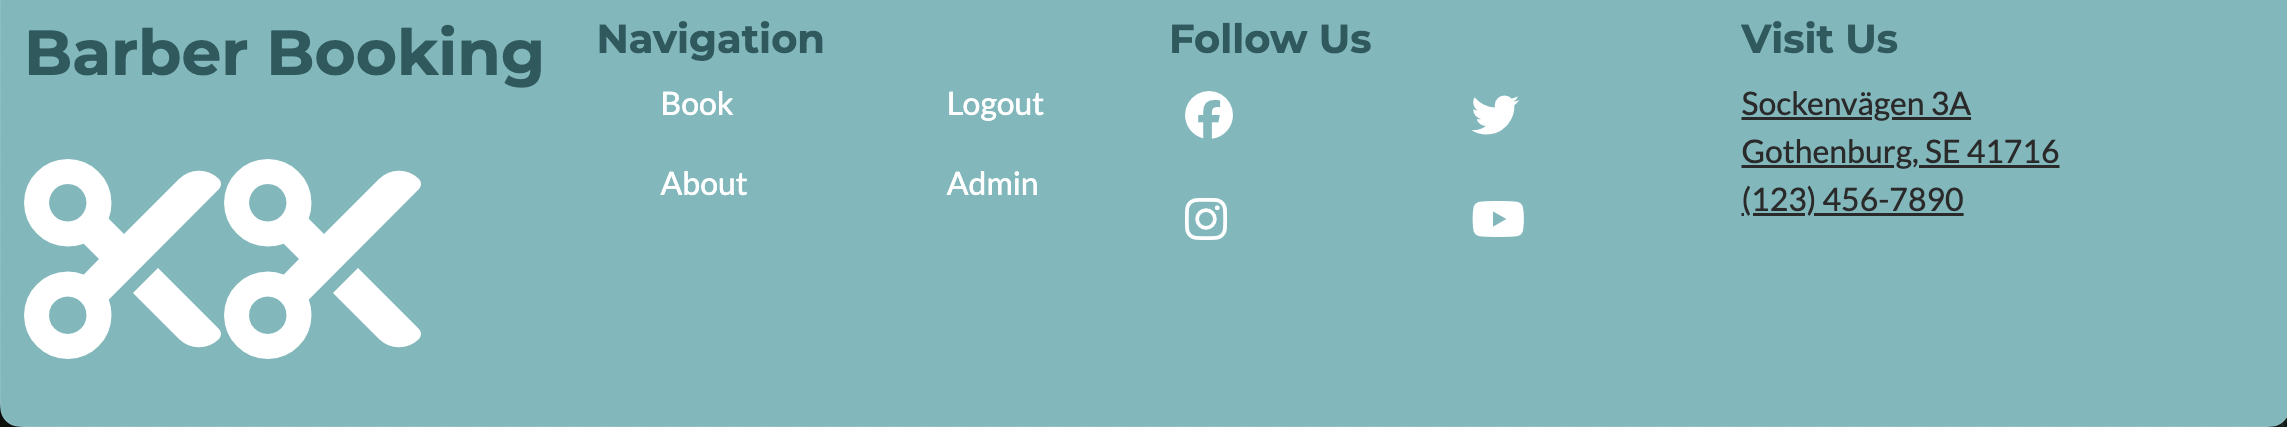 Barber Booking
Navigation
Book
Logout
About
Admin
Follow Us
Visit Us
Sockenvägen 3A
Gothenburg, SE 41716
(123) 456-7890